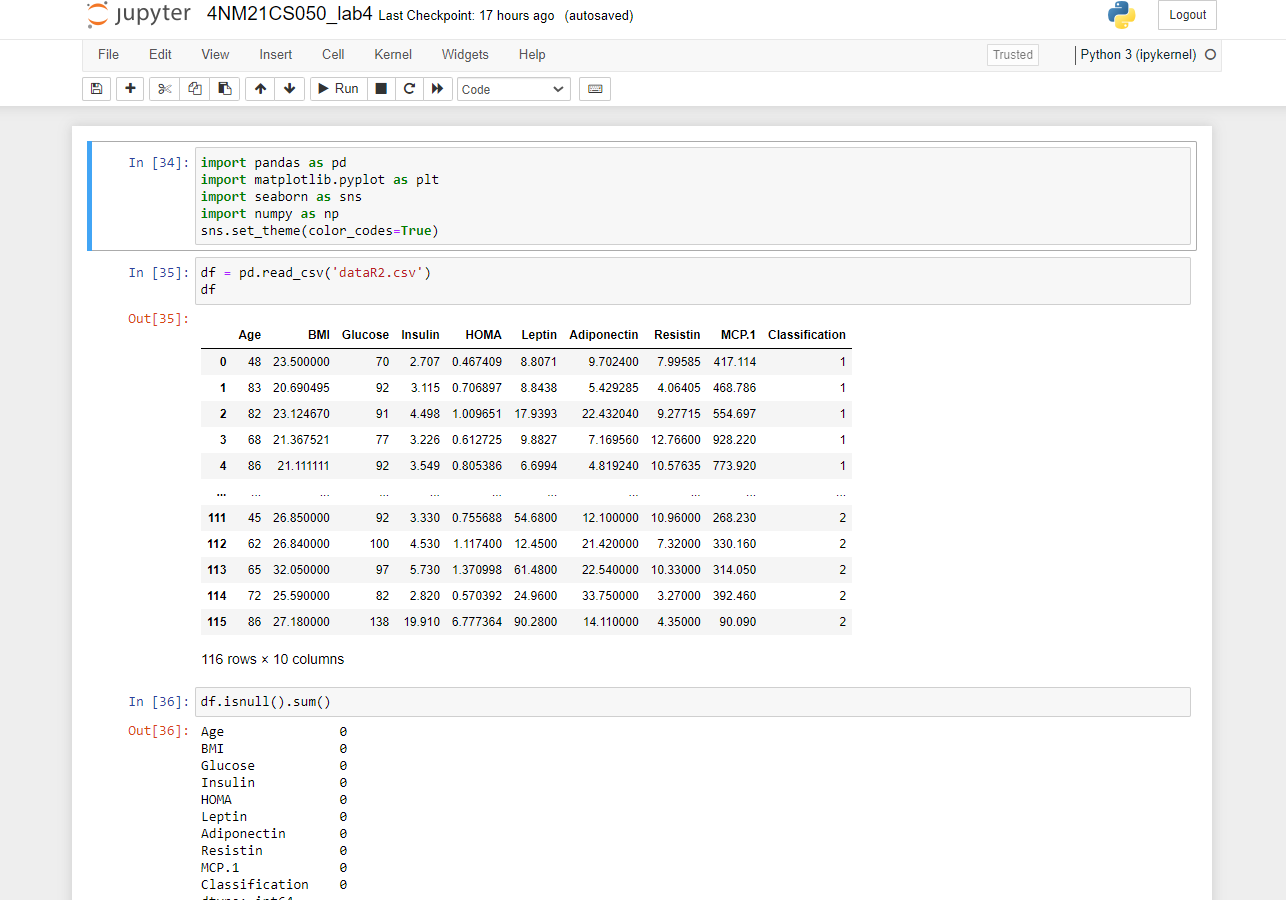 jupyter 4NM21CS050_lab4 Last Checkpoint: 17 hours ago (autosaved) Logout
File Edit View Insert Cell Kernel Widgets Help Trusted Python 3 (ipykernel)
Run Code
In [34]: import pandas as pd
import matplotlib.pyplot as plt
import seaborn as sns
import numpy as np
sns.set_theme(color_codes=True)
In [35]: df = pd.read_csv('dataR2.csv')
df
Out[35]:
Age BMI Glucose Insulin HOMA Leptin Adiponectin Resistin MCP.1 Classification
0 48 23.500000 70 2.707 0.467409 8.8071 9.702400 7.99585 417.114 1
1 83 20.690495 92 3.115 0.706897 8.8438 5.429285 4.06405 468.786 1
2 82 23.124670 91 4.498 1.009651 17.9393 22.432040 9.27715 554.697 1
3 68 21.367521 77 3.226 0.612725 9.8827 7.169560 12.76600 928.220 1
4 86 21.111111 92 3.549 0.805386 6.6994 4.819240 10.57635 773.920 1
... ... ... ... ... ... ... ... ... ... ...
111 45 26.850000 92 3.330 0.755688 54.6800 12.100000 10.96000 268.230 2
112 62 26.840000 100 4.530 1.117400 12.4500 21.420000 7.32000 330.160 2
113 65 32.050000 97 5.730 1.370998 61.4800 22.540000 10.33000 314.050 2
114 72 25.590000 82 2.820 0.570392 24.9600 33.750000 3.27000 392.460 2
115 86 27.180000 138 19.910 6.777364 90.2800 14.110000 4.35000 90.090 2
116 rows × 10 columns
In [36]: df.isnull().sum()
Out[36]: Age 0
BMI 0
Glucose 0
Insulin 0
HOMA 0
Leptin 0
Adiponectin 0
Resistin 0
MCP.1 0
Classification 0
dtype: int64